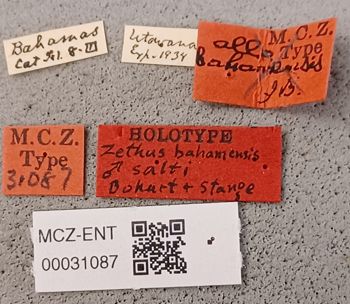 Bahamas
Cat Isl. 8-III
Utowana
Exp. 1934
allo M.C.Z.
Type
bahamensis
J.B.
M.C.Z.
Type
31087
HOLOTYPE
Zethus bahamensis
♂ salti
Bohart + Stange
MCZ-ENT
00031087